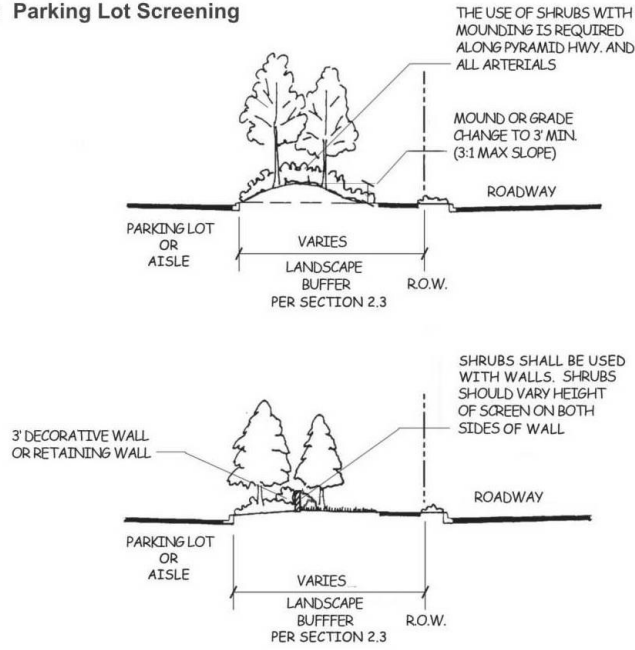 Parking Lot Screening
THE USE OF SHRUBS WITH
MOUNDING IS REQUIRED
ALONG PYRAMID HWY. AND
ALL ARTERIALS
MOUND OR GRADE
CHANGE TO 3' MIN.
(3:1 MAX SLOPE)
ROADWAY
PARKING LOT
OR
AISLE
VARIES
LANDSCAPE
BUFFER
PER SECTION 2.3
R.O.W.
SHRUBS SHALL BE USED
WITH WALLS. SHRUBS
SHOULD VARY HEIGHT
OF SCREEN ON BOTH
SIDES OF WALL
3' DECORATIVE WALL
OR RETAINING WALL
ROADWAY
PARKING LOT
OR
AISLE
VARIES
LANDSCAPE
BUFFFER
PER SECTION 2.3
R.O.W.